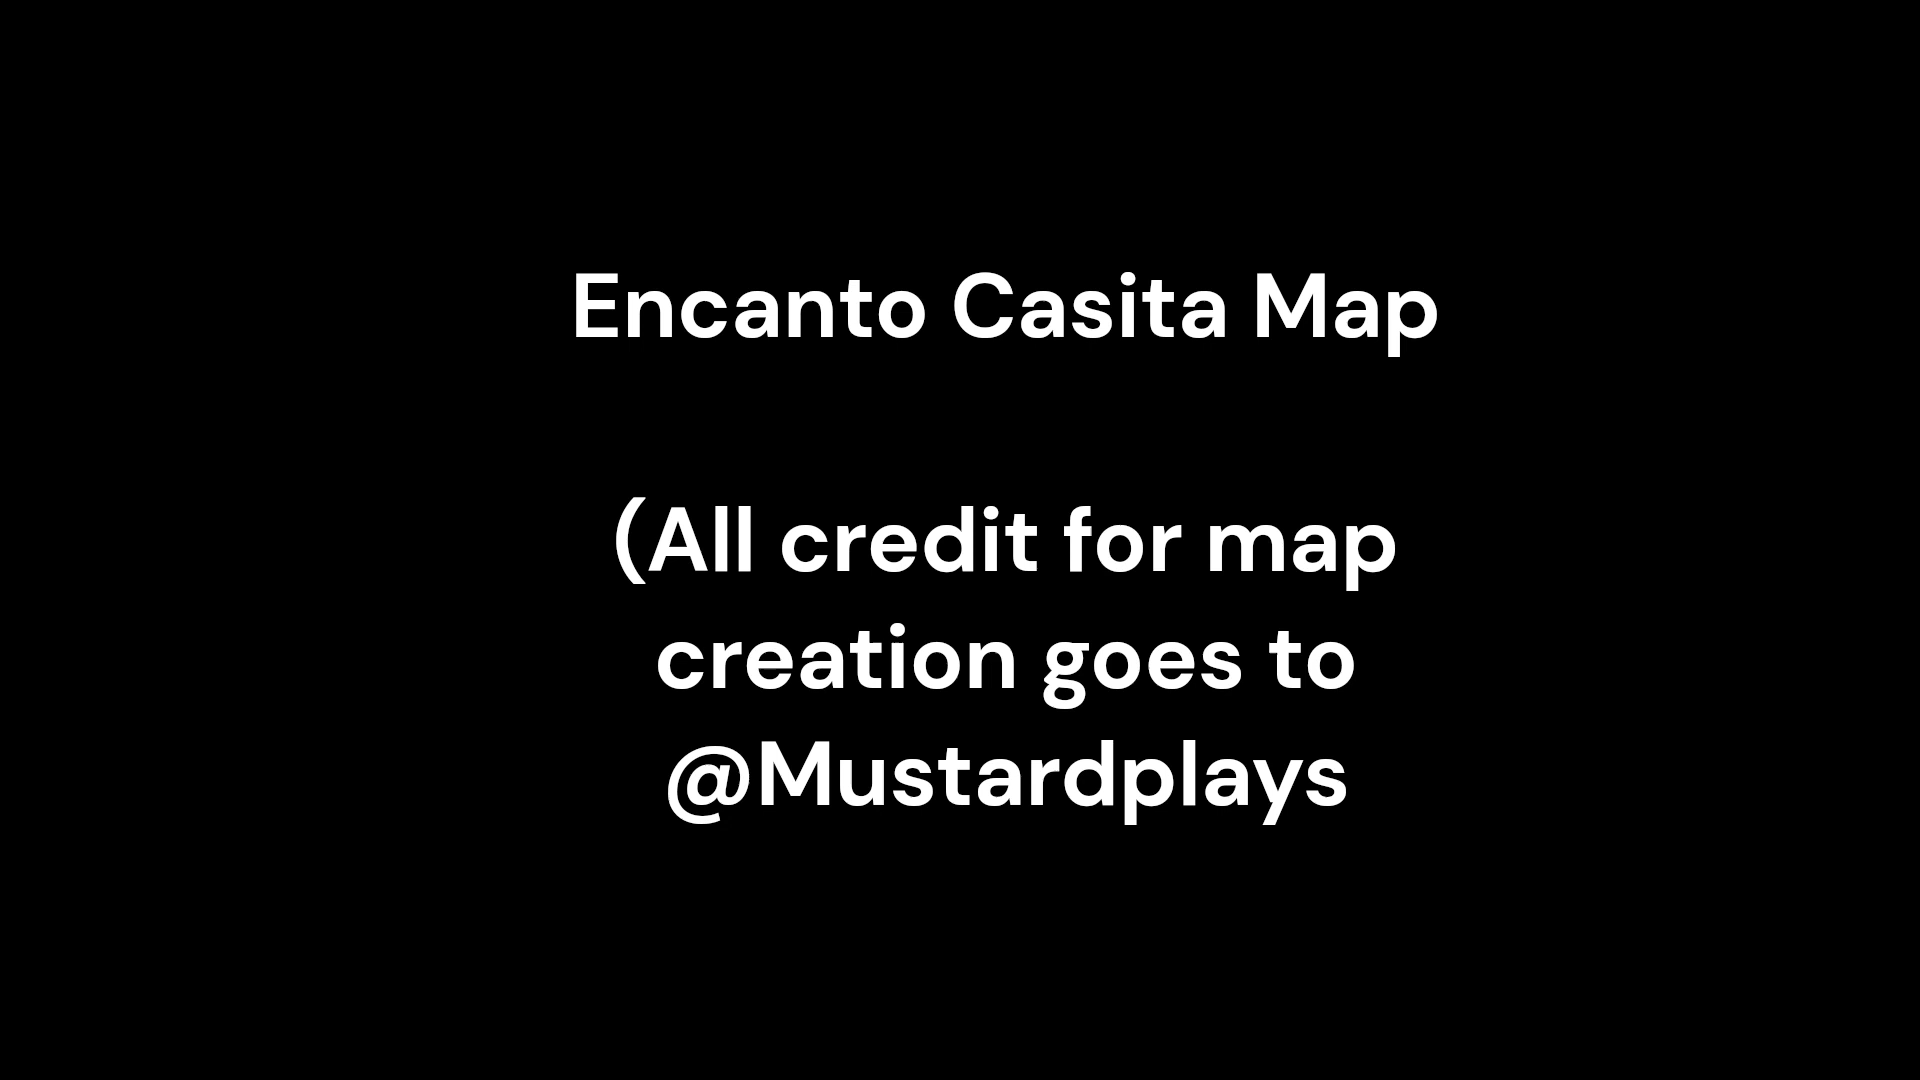 Encanto Casita Map
(All credit for map
creation goes to
@Mustardplays